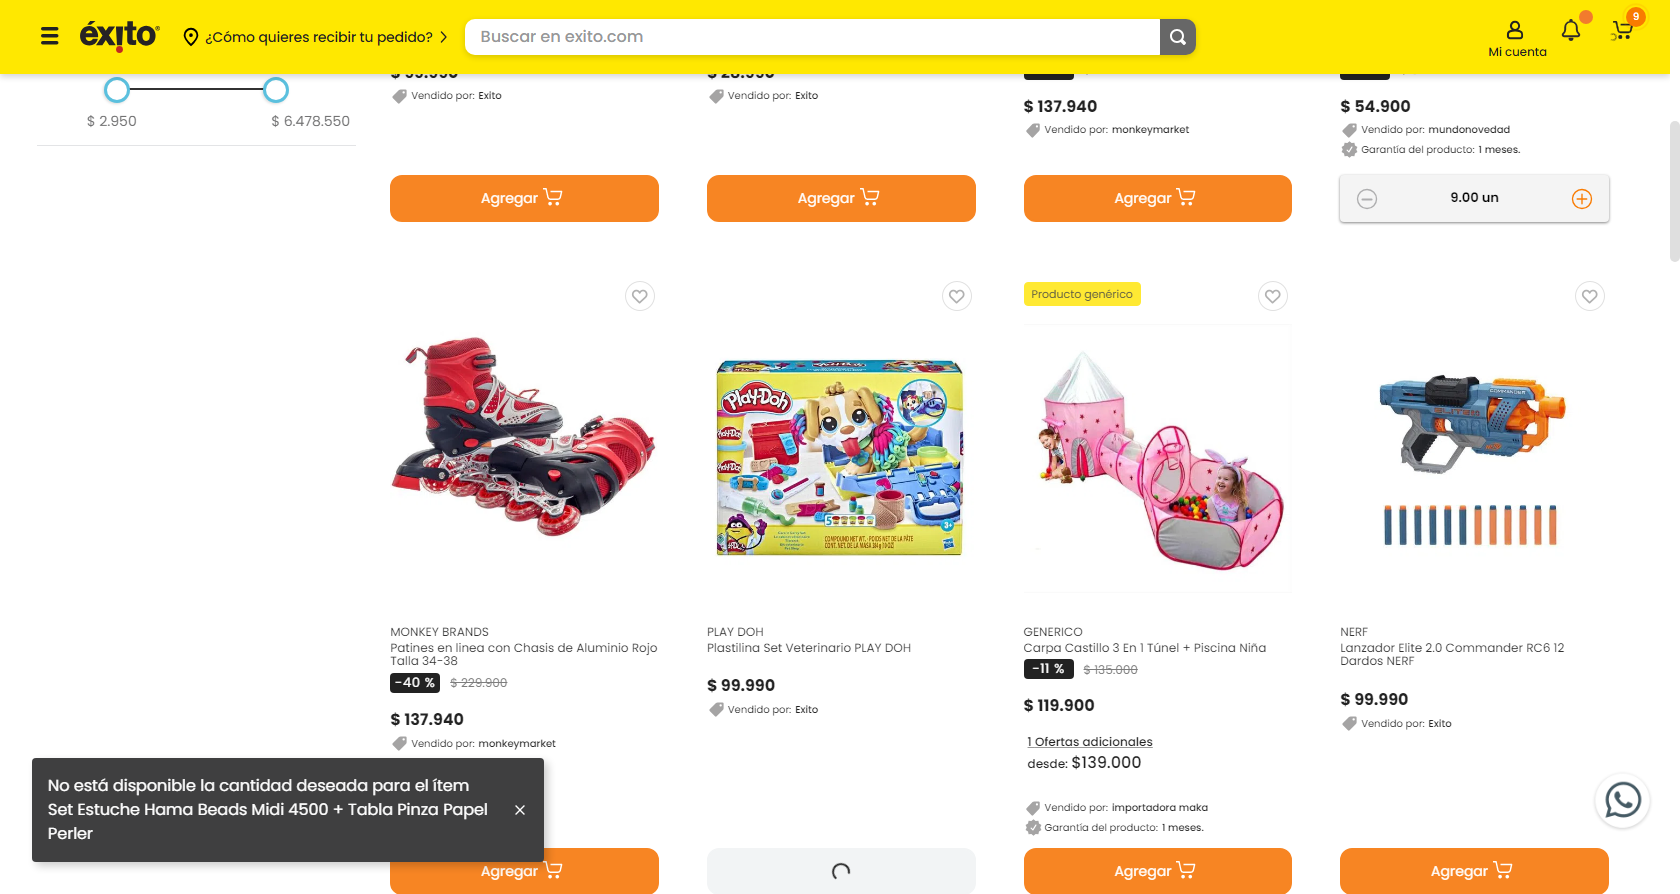 éxito
¿Cómo quieres recibir tu pedido?
Buscar en exito.com
Mi cuenta
9
$ 2.950
$ 6.478.550
$ 99.990
Vendido por: Exito
$ 28.990
Vendido por: Exito
$ 137.940
Vendido por: monkeymarket
$ 54.900
Vendido por: mundonovedad
Garantía del producto: 1 meses.
Agregar
Agregar
Agregar
9.00 un
Producto genérico
Play-Doh
COMMANDER
MONKEY BRANDS
Patines en linea con Chasis de Aluminio Rojo
Talla 34-38
-40 %
$ 229.900
$ 137.940
Vendido por: monkeymarket
PLAY DOH
Plastilina Set Veterinario PLAY DOH
$ 99.990
Vendido por: Exito
GENERICO
Carpa Castillo 3 En 1 Túnel + Piscina Niña
-11 %
$ 135.000
$ 119.900
1 Ofertas adicionales
desde: $139.000
Vendido por: importadora maka
Garantía del producto: 1 meses.
NERF
Lanzador Elite 2.0 Commander RC6 12
Dardos NERF
$ 99.990
Vendido por: Exito
No está disponible la cantidad deseada para el ítem
Set Estuche Hama Beads Midi 4500 + Tabla Pinza Papel
Perler
Agregar
Agregar
Agregar